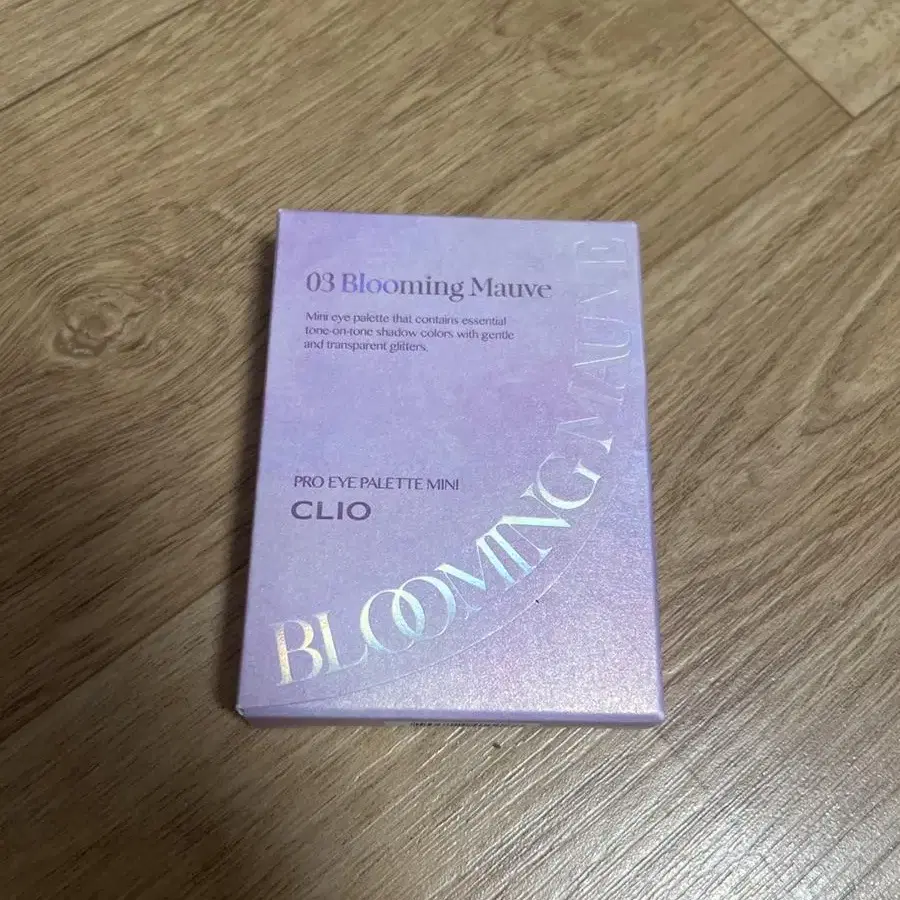 03 Blooming Mauve
Mini eye palette that contains essential
tone-on-tone shadow colors with gentle
and transparent glitters.
PRO EYE PALETTE MINI
CLIO
BLOOMING MAUVE